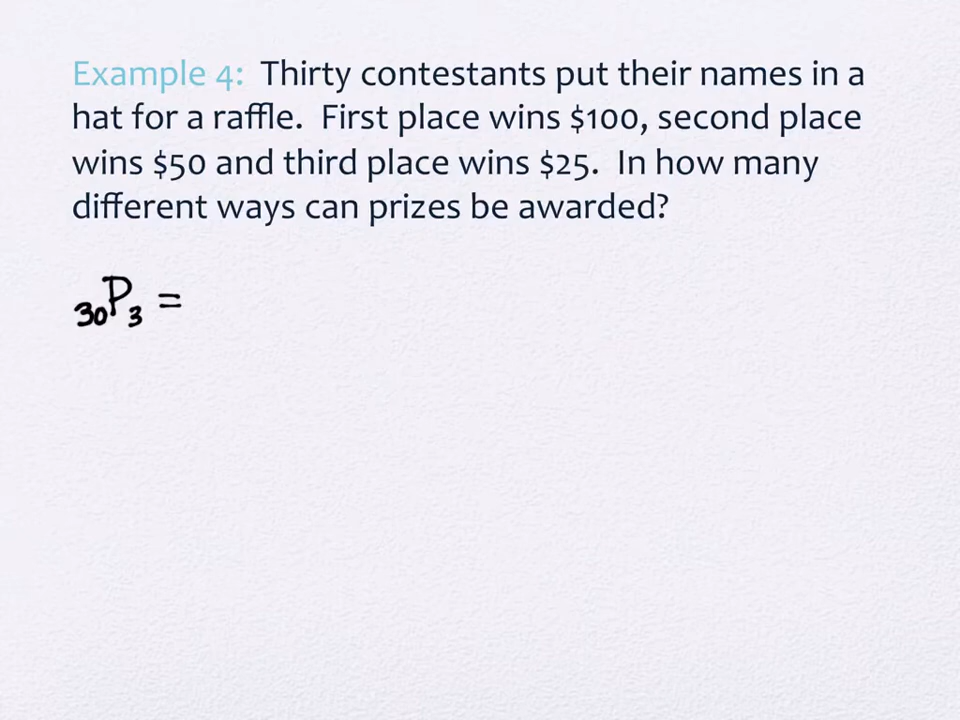 Example 4: Thirty contestants put their names in a
hat for a raffle. First place wins $100, second place
wins $50 and third place wins $25. In how many
different ways can prizes be awarded?
₃₀P₃ =